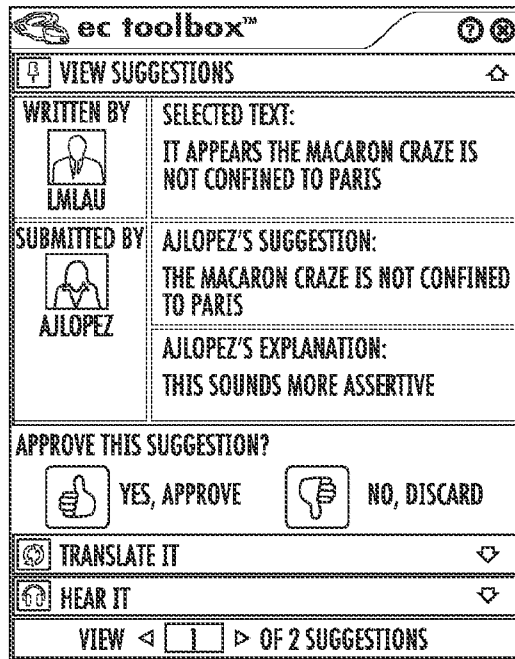 ec toolbox™
VIEW SUGGESTIONS
WRITTEN BY
LMLAU
SELECTED TEXT:
IT APPEARS THE MACARON CRAZE IS
NOT CONFINED TO PARIS
SUBMITTED BY
AJLOPEZ
AJLOPEZ'S SUGGESTION:
THE MACARON CRAZE IS NOT CONFINED
TO PARIS
AJLOPEZ'S EXPLANATION:
THIS SOUNDS MORE ASSERTIVE
APPROVE THIS SUGGESTION?
YES, APPROVE NO, DISCARD
TRANSLATE IT
HEAR IT
VIEW 1 OF 2 SUGGESTIONS